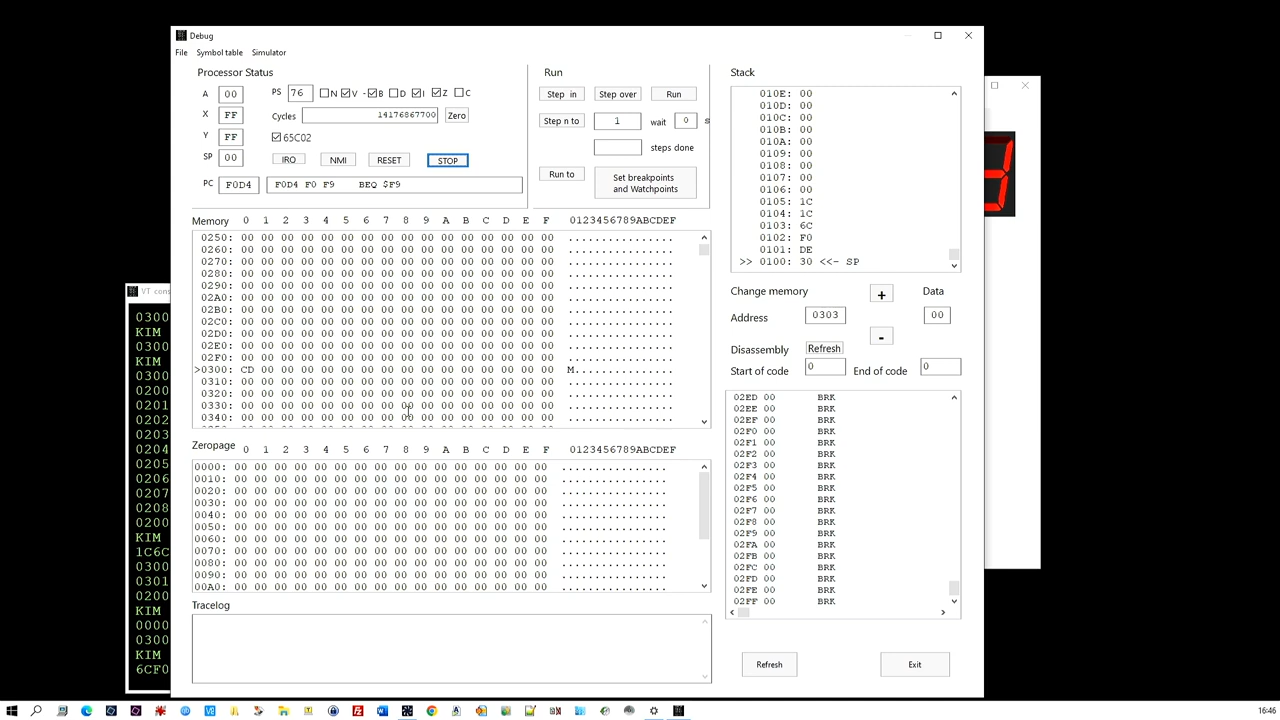 Debug
File Symbol table Simulator
Processor Status
A 00
X FF
Y FF
SP 00
PC F0D4 F0D4 F0 F9 BEQ $F9
PS 76 N V - B D I Z C
Cycles 14176867700 Zero
65C02
IRQ NMI RESET STOP
Run
Step in Step over Run
Step n to 1 wait 0 s
steps done
Run to Set breakpoints
and Watchpoints
Stack
010E: 00
010D: 00
010C: 00
010B: 00
010A: 00
0109: 00
0108: 00
0107: 00
0106: 00
0105: 1C
0104: 1C
0103: 6C
0102: F0
0101: DE
>> 0100: 30 <<- SP
Memory 0 1 2 3 4 5 6 7 8 9 A B C D E F 0123456789ABCDEF
0250: 00 00 00 00 00 00 00 00 00 00 00 00 00 00 00 00 ................
0260: 00 00 00 00 00 00 00 00 00 00 00 00 00 00 00 00 ................
0270: 00 00 00 00 00 00 00 00 00 00 00 00 00 00 00 00 ................
0280: 00 00 00 00 00 00 00 00 00 00 00 00 00 00 00 00 ................
0290: 00 00 00 00 00 00 00 00 00 00 00 00 00 00 00 00 ................
02A0: 00 00 00 00 00 00 00 00 00 00 00 00 00 00 00 00 ................
02B0: 00 00 00 00 00 00 00 00 00 00 00 00 00 00 00 00 ................
02C0: 00 00 00 00 00 00 00 00 00 00 00 00 00 00 00 00 ................
02D0: 00 00 00 00 00 00 00 00 00 00 00 00 00 00 00 00 ................
02E0: 00 00 00 00 00 00 00 00 00 00 00 00 00 00 00 00 ................
02F0: 00 00 00 00 00 00 00 00 00 00 00 00 00 00 00 00 ................
>0300: CD 00 00 00 00 00 00 00 00 00 00 00 00 00 00 00 M...............
0310: 00 00 00 00 00 00 00 00 00 00 00 00 00 00 00 00 ................
0320: 00 00 00 00 00 00 00 00 00 00 00 00 00 00 00 00 ................
0330: 00 00 00 00 00 00 00 00 00 00 00 00 00 00 00 00 ................
0340: 00 00 00 00 00 00 00 00 00 00 00 00 00 00 00 00 ................
Change memory + Data
Address 0303 00
-
Disassembly Refresh
Start of code 0 End of code 0
02ED 00 BRK
02EE 00 BRK
02EF 00 BRK
02F0 00 BRK
02F1 00 BRK
02F2 00 BRK
02F3 00 BRK
02F4 00 BRK
02F5 00 BRK
02F6 00 BRK
02F7 00 BRK
02F8 00 BRK
02F9 00 BRK
02FA 00 BRK
02FB 00 BRK
02FC 00 BRK
02FD 00 BRK
02FE 00 BRK
02FF 00 BRK
Zeropage 0 1 2 3 4 5 6 7 8 9 A B C D E F 0123456789ABCDEF
0000: 00 00 00 00 00 00 00 00 00 00 00 00 00 00 00 00 ................
0010: 00 00 00 00 00 00 00 00 00 00 00 00 00 00 00 00 ................
0020: 00 00 00 00 00 00 00 00 00 00 00 00 00 00 00 00 ................
0030: 00 00 00 00 00 00 00 00 00 00 00 00 00 00 00 00 ................
0040: 00 00 00 00 00 00 00 00 00 00 00 00 00 00 00 00 ................
0050: 00 00 00 00 00 00 00 00 00 00 00 00 00 00 00 00 ................
0060: 00 00 00 00 00 00 00 00 00 00 00 00 00 00 00 00 ................
0070: 00 00 00 00 00 00 00 00 00 00 00 00 00 00 00 00 ................
0080: 00 00 00 00 00 00 00 00 00 00 00 00 00 00 00 00 ................
0090: 00 00 00 00 00 00 00 00 00 00 00 00 00 00 00 00 ................
00A0: 00 00 00 00 00 00 00 00 00 00 00 00 00 00 00 00 ................
Tracelog
Refresh Exit
VT cons
0300
KIM
0300
KIM
0300
0200
0201
0202
0203
0204
0205
0206
0207
0208
0200
KIM
1C6C
0300
0301
0200
KIM
0000
0300
KIM
6CF0
16:46